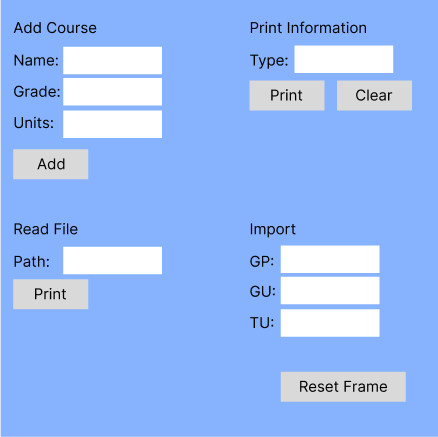 Add Course
Name:
Grade:
Units:
Add
Print Information
Type:
Print
Clear
Read File
Path:
Print
Import
GP:
GU:
TU:
Reset Frame